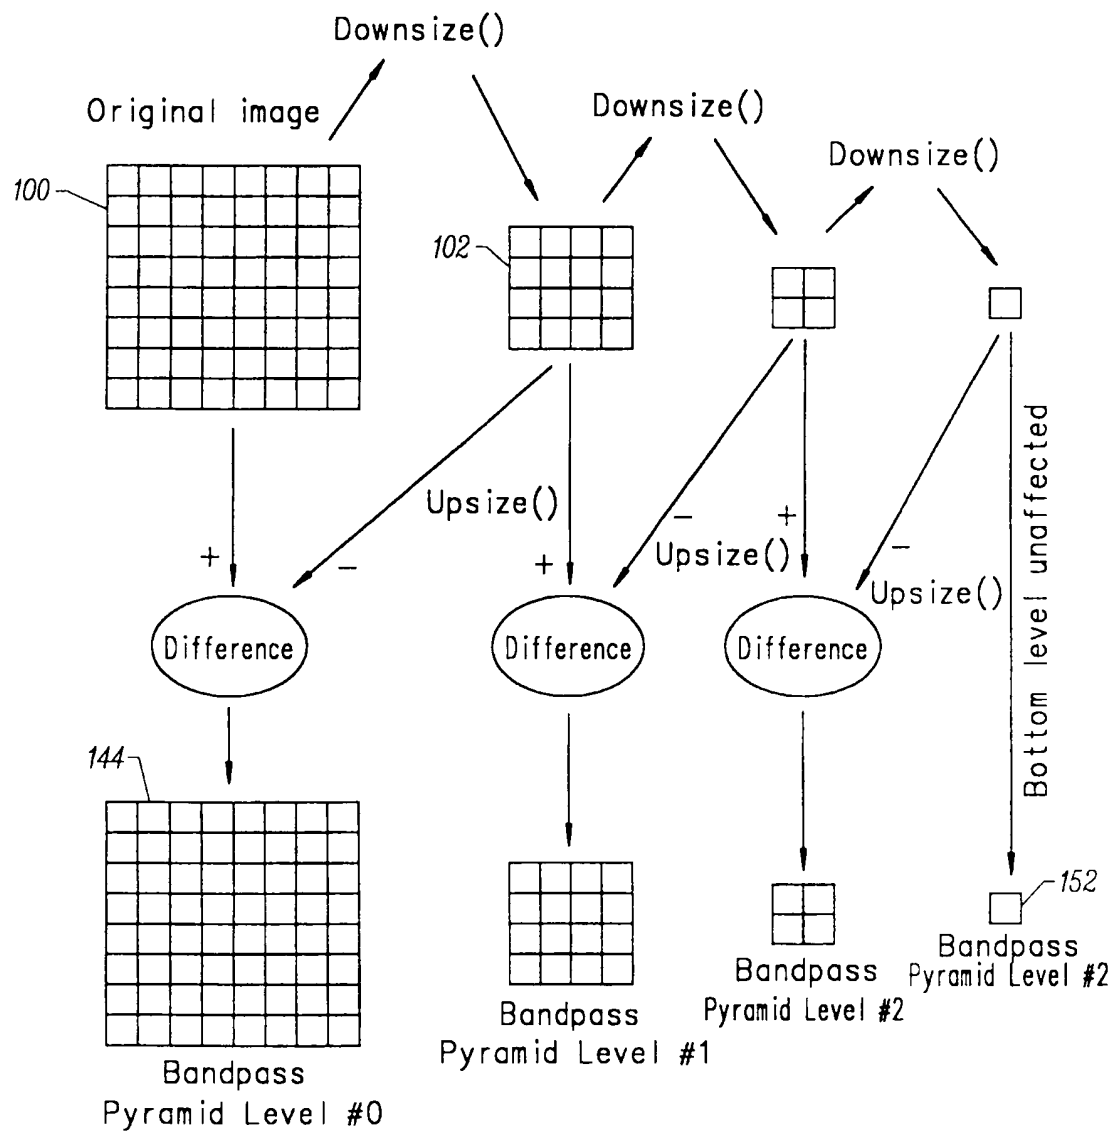 Downsize()
Original image
Downsize()
Downsize()
100
102
Upsize()
+
−
+
−
Upsize()
+
−
Upsize()
Bottom level unaffected
Difference
Difference
Difference
144
152
Bandpass
Pyramid Level #0
Bandpass
Pyramid Level #1
Bandpass
Pyramid Level #2
Bandpass
Pyramid Level #2